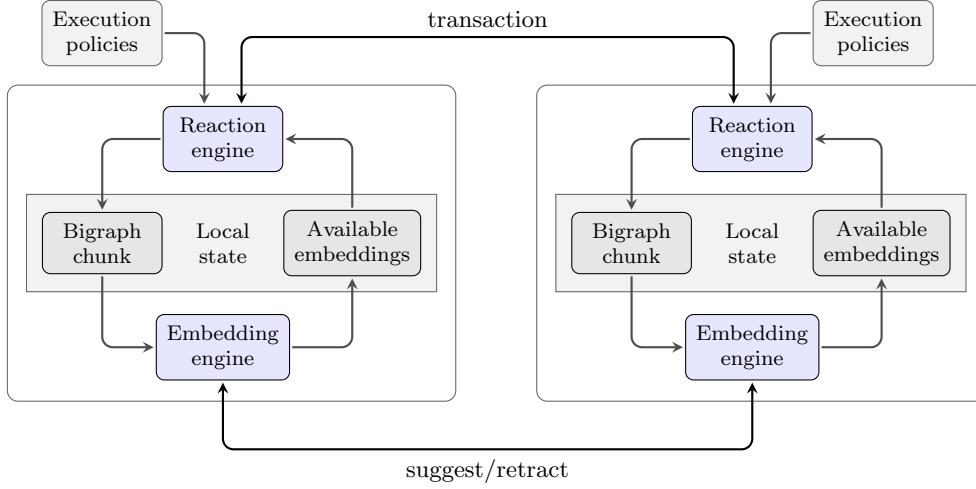 Execution
policies
transaction
Execution
policies
Reaction
engine
Reaction
engine
Bigraph
chunk
Local
state
Available
embeddings
Bigraph
chunk
Local
state
Available
embeddings
Embedding
engine
Embedding
engine
suggest/retract